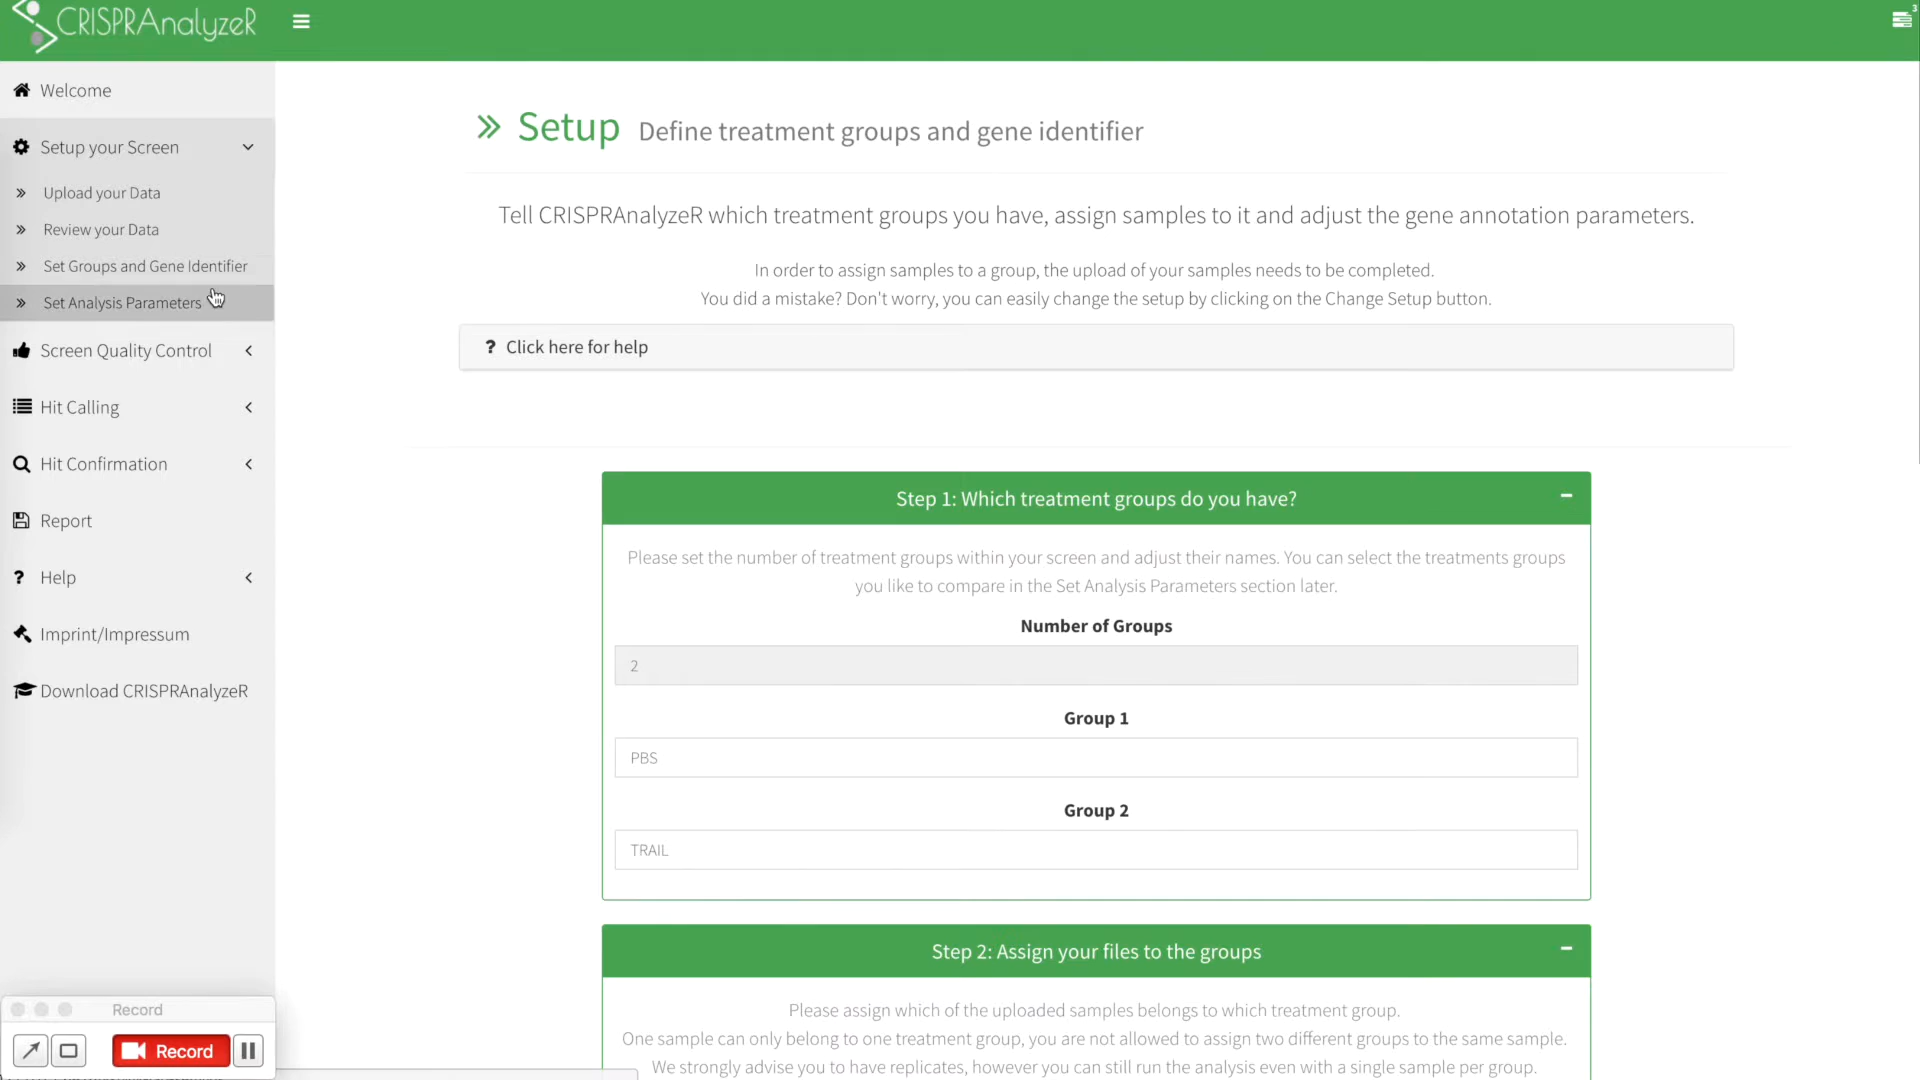 CRISPRAnalyzeR
3
Welcome
Setup your Screen
Upload your Data
Review your Data
Set Groups and Gene Identifier
Set Analysis Parameters
Screen Quality Control
Hit Calling
Hit Confirmation
Report
? Help
Imprint/Impressum
Download CRISPRAnalyzeR
Record
Record
» Setup Define treatment groups and gene identifier
Tell CRISPRAnalyzeR which treatment groups you have, assign samples to it and adjust the gene annotation parameters.
In order to assign samples to a group, the upload of your samples needs to be completed.
You did a mistake? Don't worry, you can easily change the setup by clicking on the Change Setup button.
? Click here for help
Step 1: Which treatment groups do you have?
Please set the number of treatment groups within your screen and adjust their names. You can select the treatments groups
you like to compare in the Set Analysis Parameters section later.
Number of Groups
2
Group 1
PBS
Group 2
TRAIL
Step 2: Assign your files to the groups
Please assign which of the uploaded samples belongs to which treatment group.
One sample can only belong to one treatment group, you are not allowed to assign two different groups to the same sample.
We strongly advise you to have replicates, however you can still run the analysis even with a single sample per group.